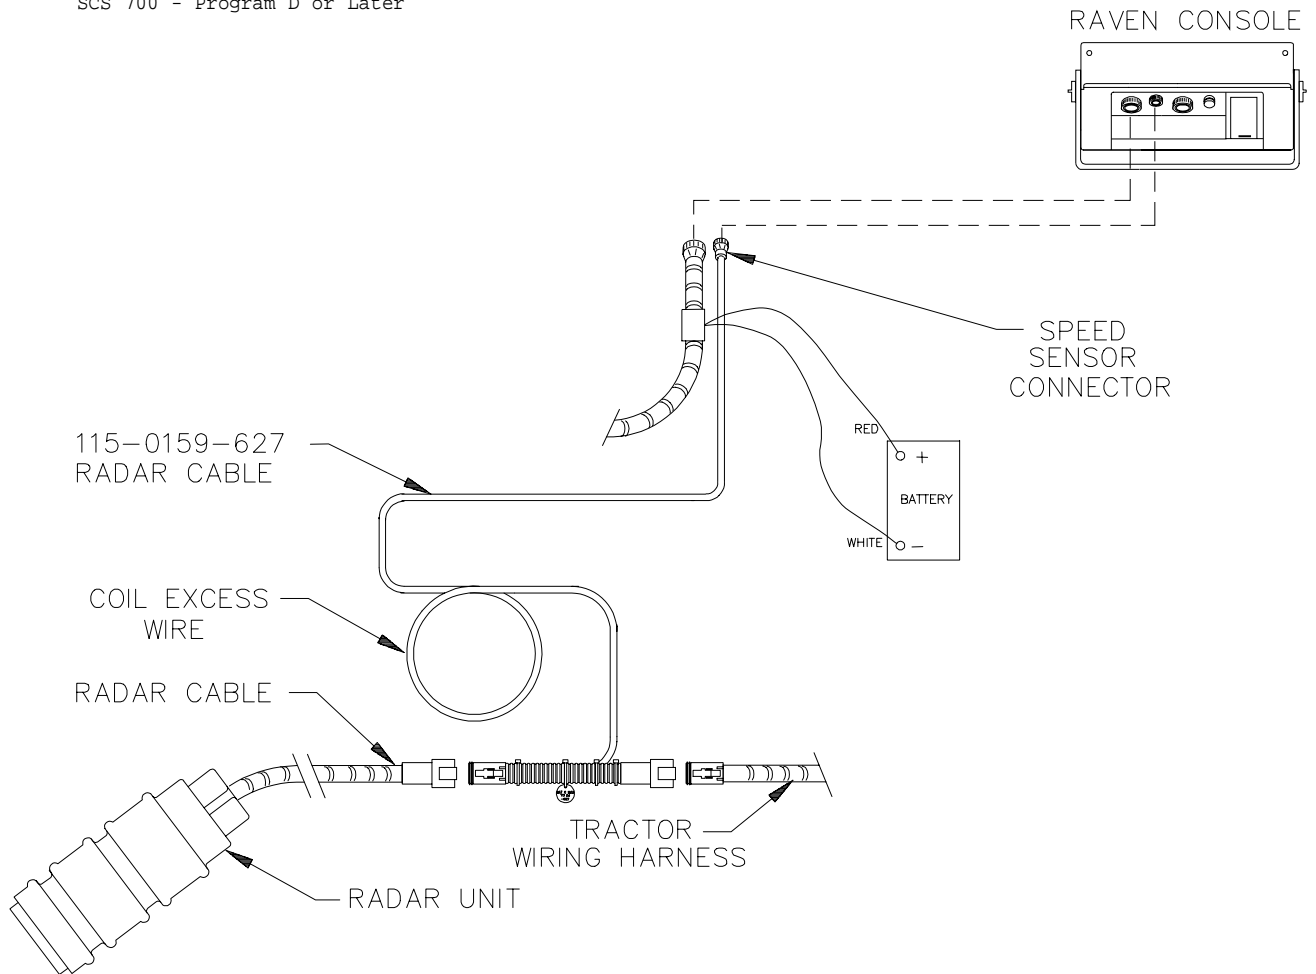 SCS 700 - Program D or Later
RAVEN CONSOLE
SPEED
SENSOR
CONNECTOR
115-0159-627
RADAR CABLE
RED
+
BATTERY
WHITE
-
COIL EXCESS
WIRE
RADAR CABLE
TRACTOR
WIRING HARNESS
RADAR UNIT